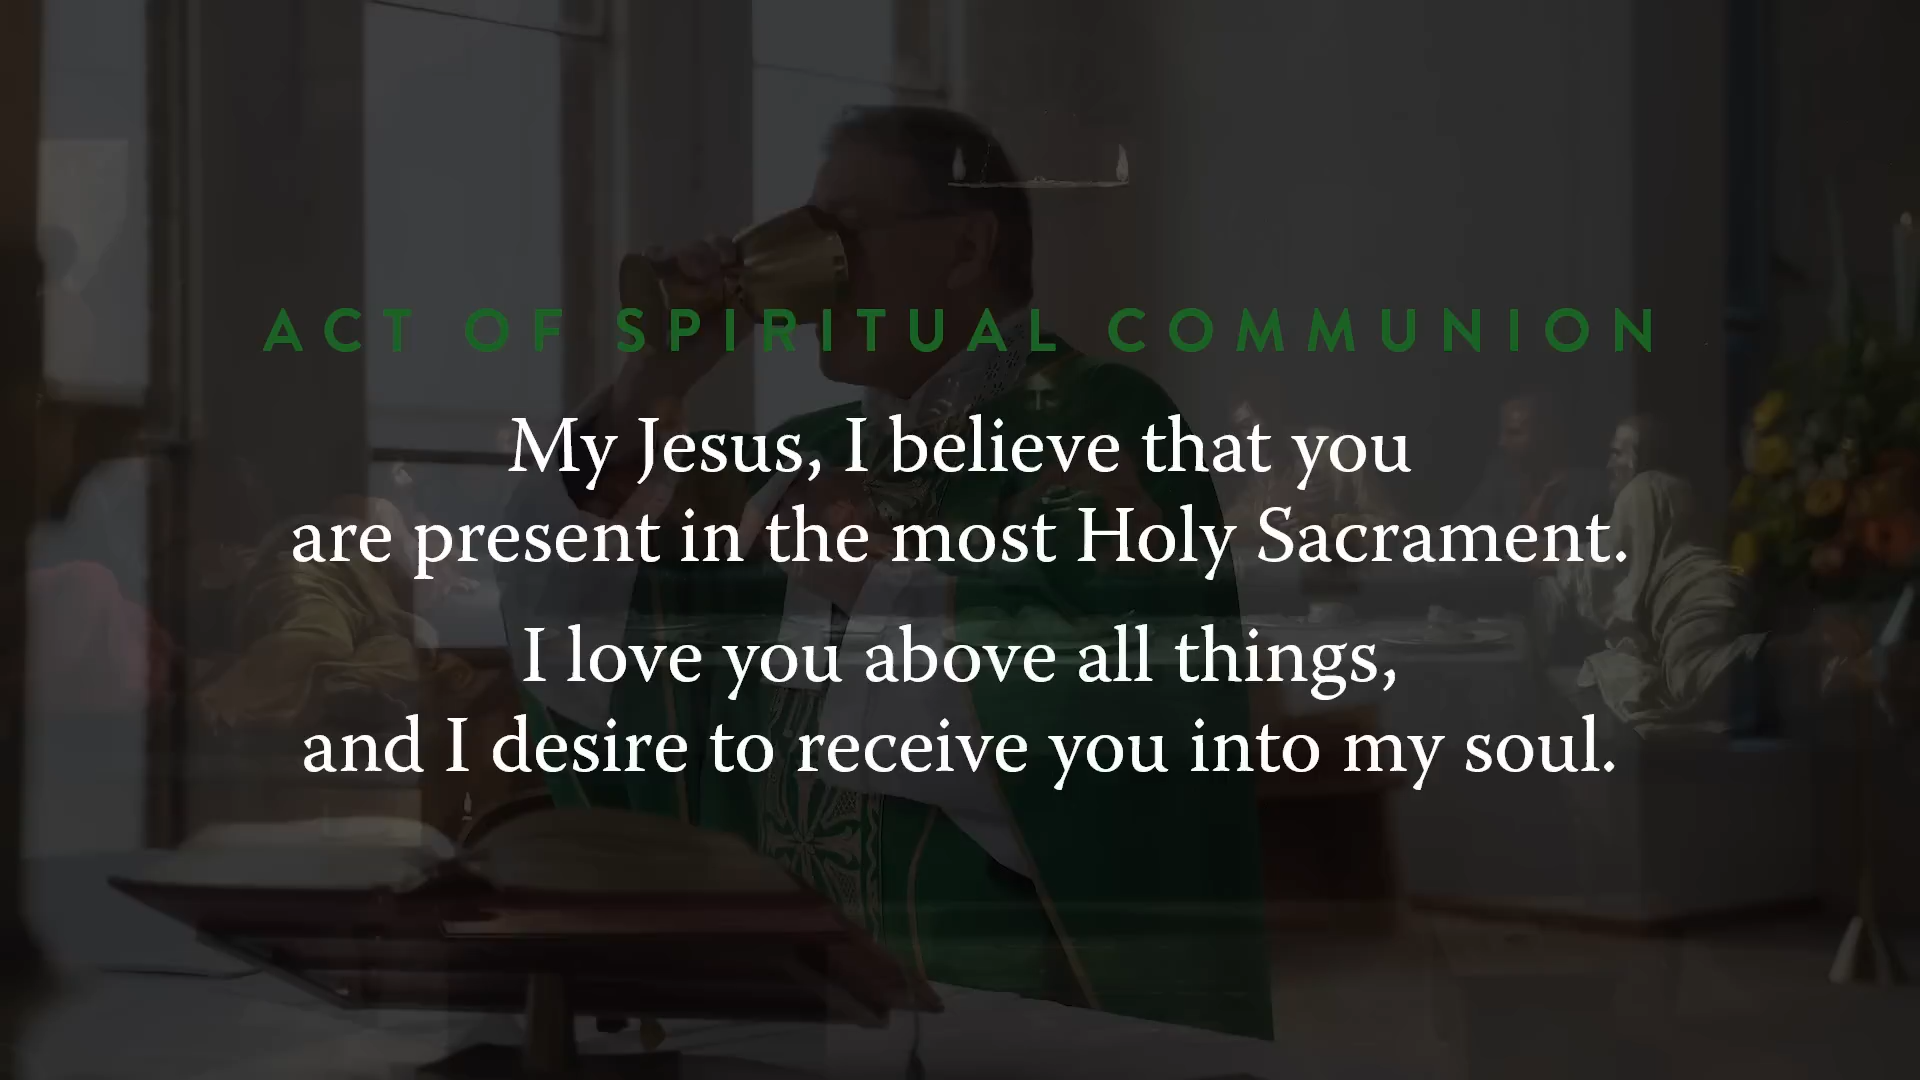 ACT OF SPIRITUAL COMMUNION
My Jesus, I believe that you
are present in the most Holy Sacrament.
I love you above all things,
and I desire to receive you into my soul.